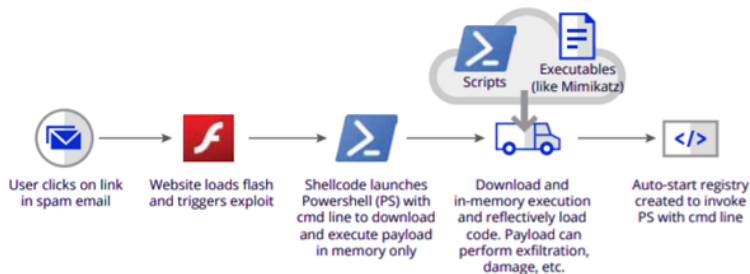 Scripts
Executables
(like Mimikatz)
User clicks on link
in spam email
Website loads flash
and triggers exploit
Shellcode launches
Powershell (PS) with
cmd line to download
and execute payload
in memory only
Download and
in-memory execution
and reflectively load
code. Payload can
perform exfiltration,
damage, etc.
</>
Auto-start registry
created to invoke
PS with cmd line